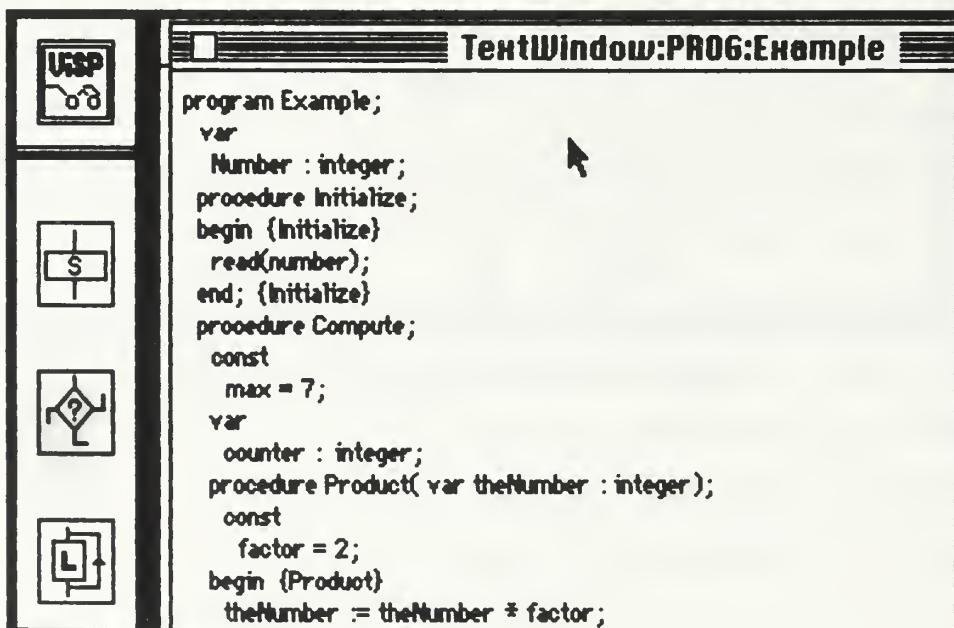 ViSP
TextWindow:PROG:Example
program Example;
var
Number : integer;
procedure Initialize;
begin {Initialize}
read(number);
end; {Initialize}
procedure Compute;
const
max = 7;
var
counter : integer;
procedure Product( var theNumber : integer);
const
factor = 2;
begin {Product}
theNumber := theNumber * factor;
S
?
L